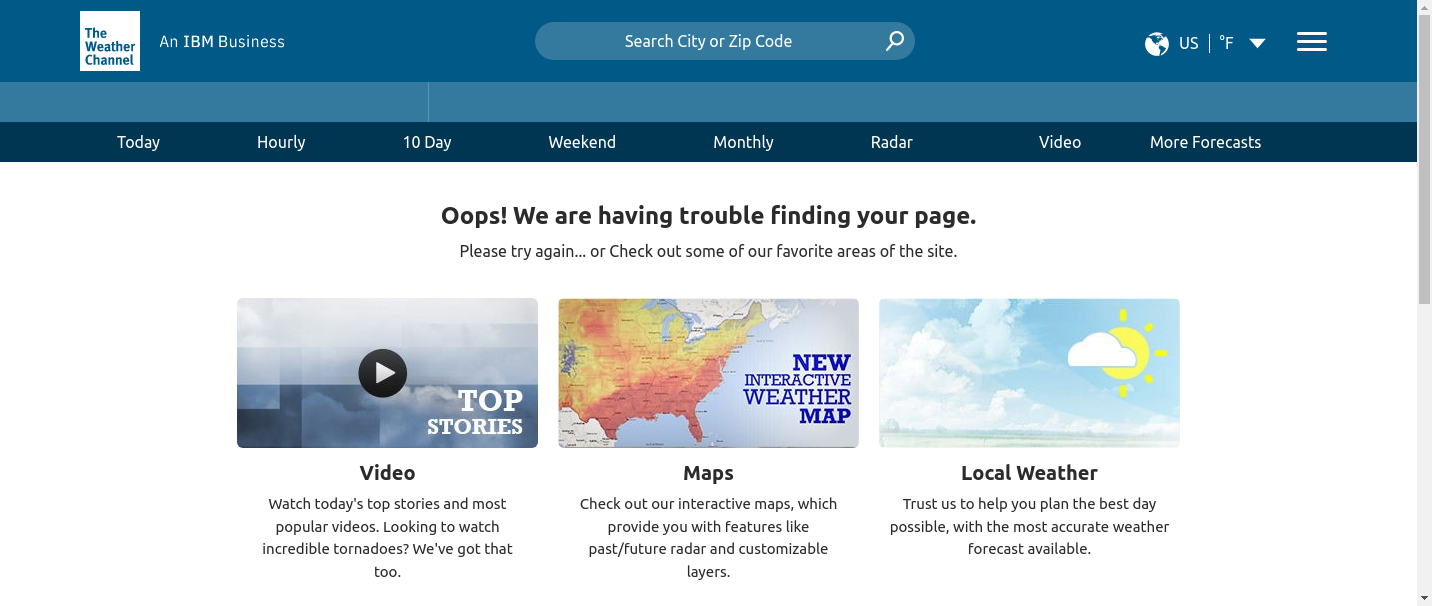 The
Weather
Channel
An IBM Business
Search City or Zip Code
US
°F
Today
Hourly
10 Day
Weekend
Monthly
Radar
Video
More Forecasts
Oops! We are having trouble finding your page.
Please try again... or Check out some of our favorite areas of the site.
TOP
STORIES
Video
Watch today's top stories and most
popular videos. Looking to watch
incredible tornadoes? We've got that
too.
NEW
INTERACTIVE
WEATHER
MAP
Maps
Check out our interactive maps, which
provide you with features like
past/future radar and customizable
layers.
Local Weather
Trust us to help you plan the best day
possible, with the most accurate weather
forecast available.